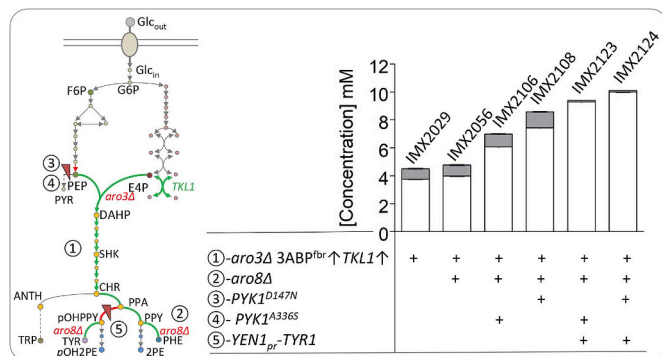 Glc_out
Glc_in
F6P
G6P
③
④
PEP
PYR
aro3Δ
E4P
TKL1
DAHP
①
SHK
CHR
ANTH
PPA
②
pOHPPY
PPY
aro8Δ
aro8Δ
⑤
TRP
TYR
PHE
pOH2PE
2PE
[Concentration] mM
12
10
8
6
4
2
0
IMX2029
IMX2056
IMX2106
IMX2108
IMX2123
IMX2124
①-aro3Δ 3ABP^fbr↑TKL1↑ + + + + + +
②-aro8Δ + + + + +
③-PYK1^D147N + +
④- PYK1^A336S + +
⑤-YEN1_pr-TYR1 + +